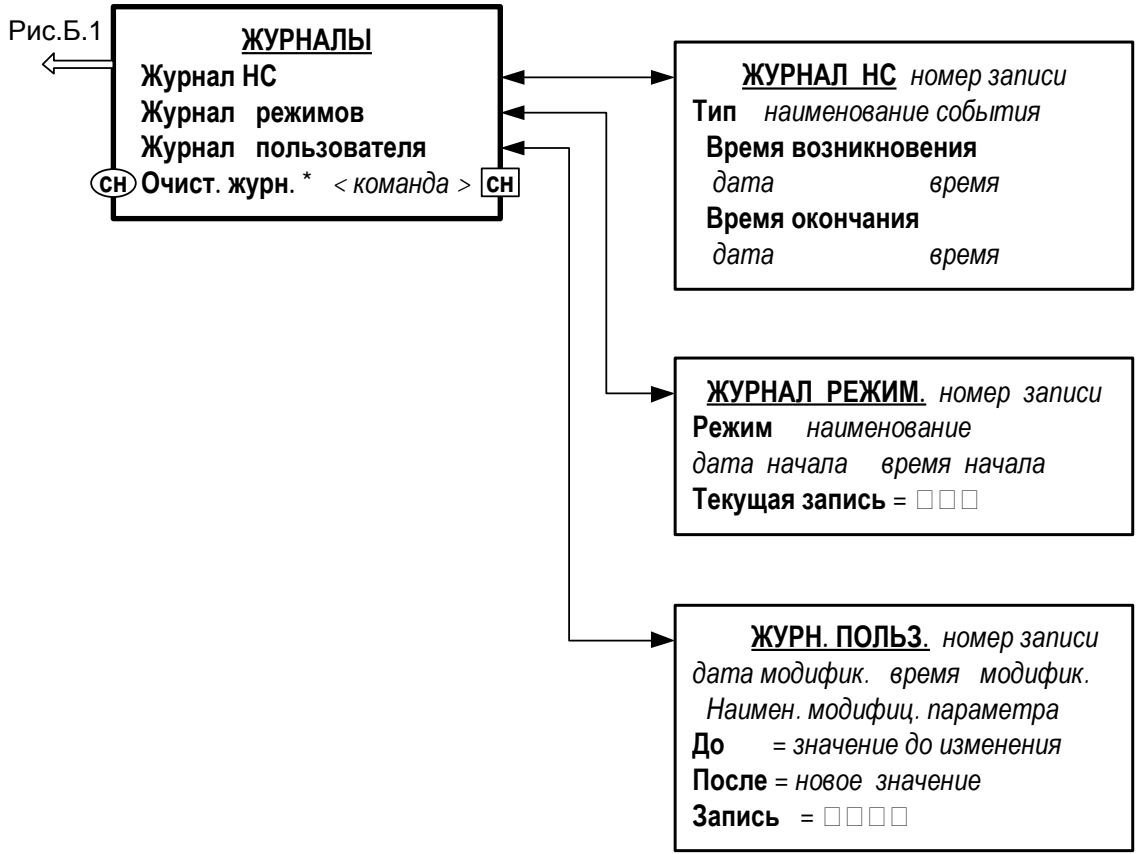 Рис.Б.1
ЖУРНАЛЫ
Журнал НС
Журнал режимов
Журнал пользователя
СН Очист. журн. * < команда > СН
ЖУРНАЛ НС номер записи
Тип наименование события
Время возникновения
дата время
Время окончания
дата время
ЖУРНАЛ РЕЖИМ. номер записи
Режим наименование
дата начала время начала
Текущая запись = □□□
ЖУРН. ПОЛЬЗ. номер записи
дата модифик. время модифик.
Наимен. модифиц. параметра
До = значение до изменения
После = новое значение
Запись = □□□□